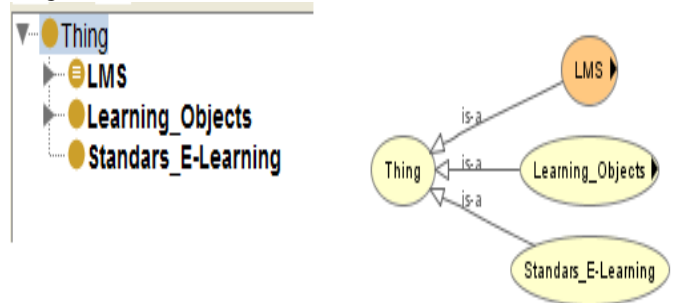 Thing
LMS
Learning_Objects
Standars_E-Learning
LMS
is-a
Thing
is-a
Learning_Objects
is-a
Standars_E-Learning